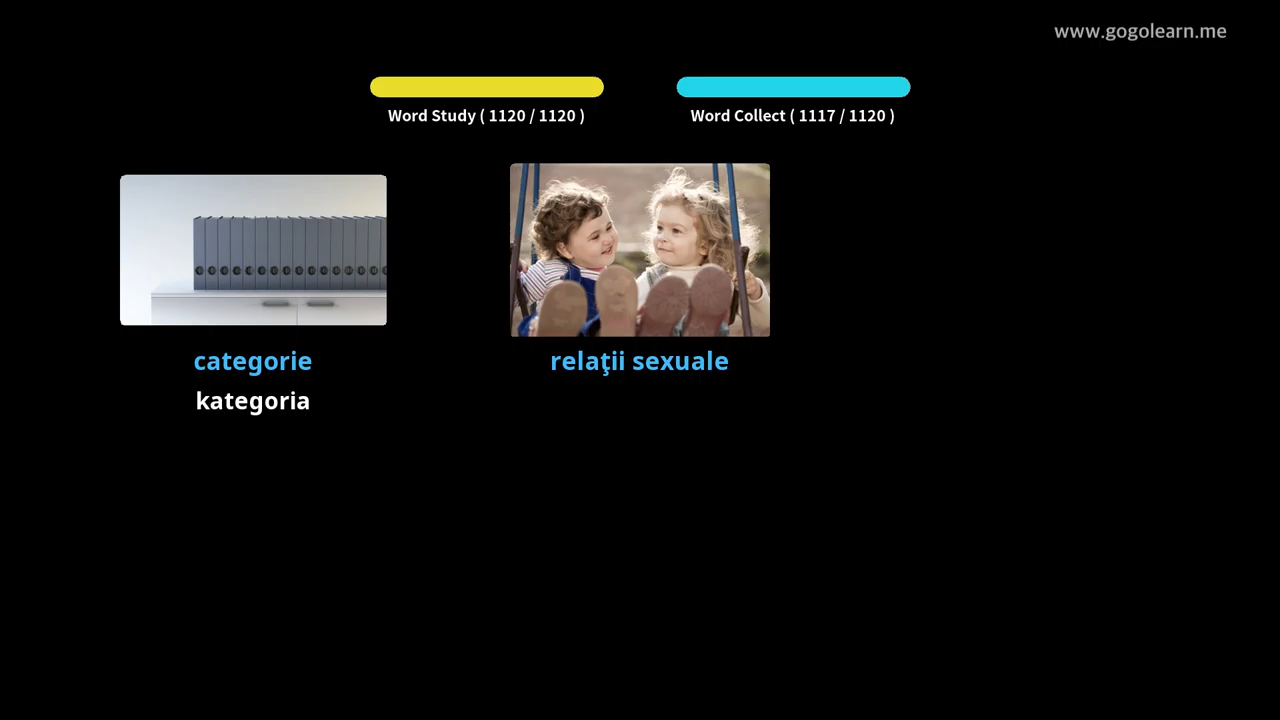 www.gogolearn.me
Word Study ( 1120 / 1120 )
Word Collect ( 1117 / 1120 )
categorie
relaţii sexuale
kategoria